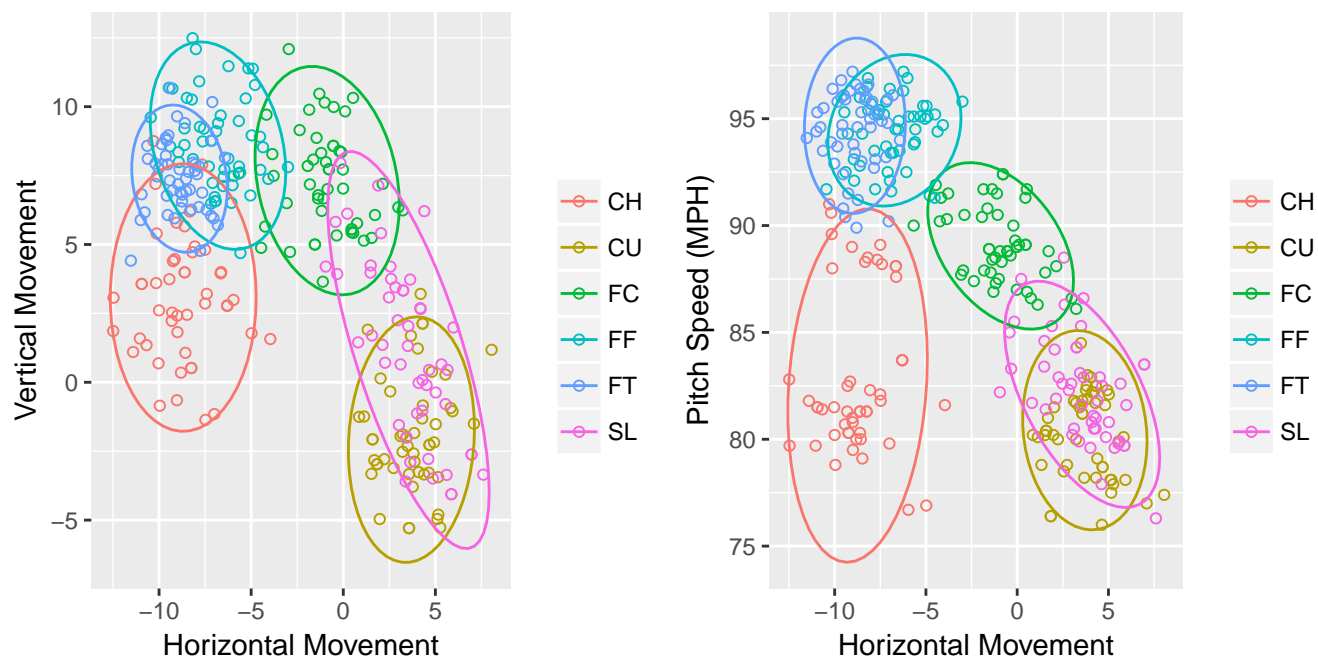 Vertical Movement
10
5
0
−5
−10
−5
0
5
Horizontal Movement
CH
CU
FC
FF
FT
SL
Pitch Speed (MPH)
95
90
85
80
75
−10
−5
0
5
Horizontal Movement
CH
CU
FC
FF
FT
SL